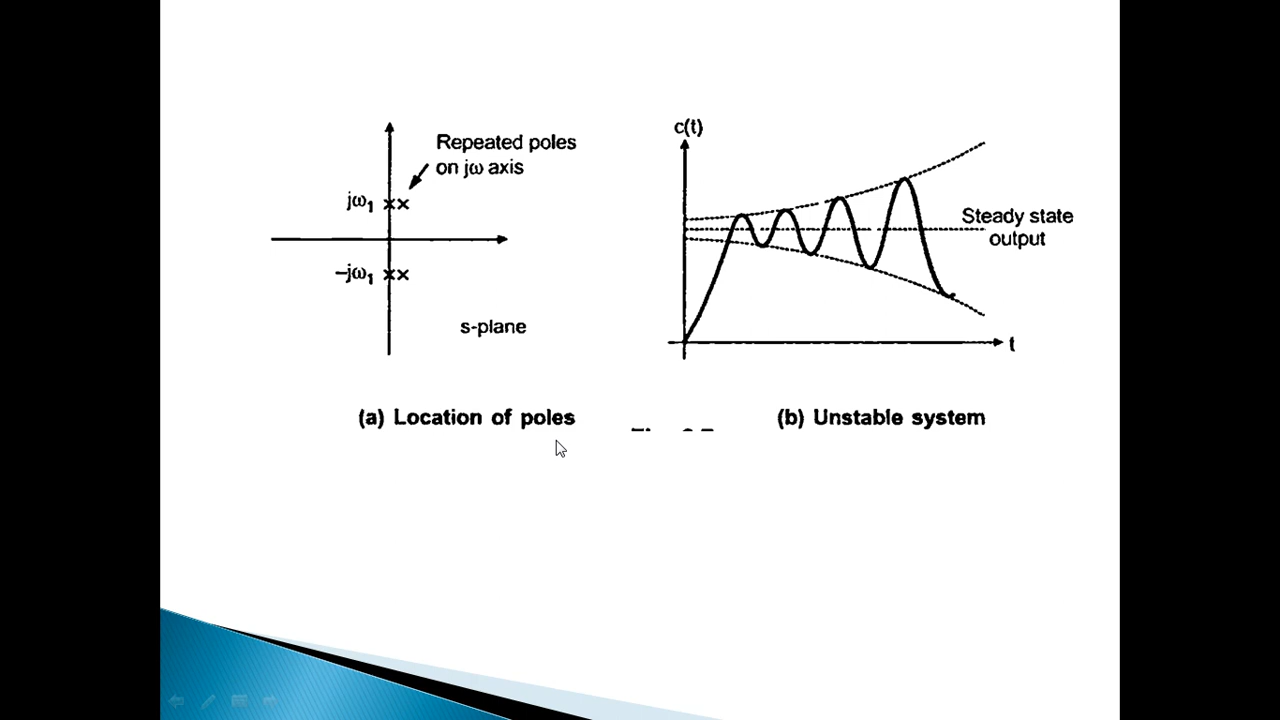 Repeated poles
on jω axis
jω1
–jω1
s-plane
(a) Location of poles
c(t)
Steady state
output
t
(b) Unstable system